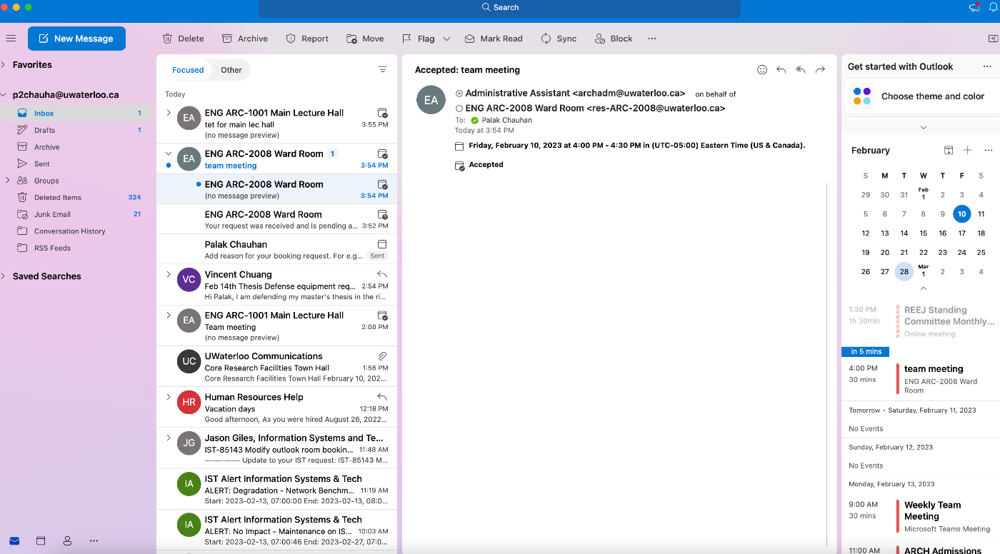 Search
New Message
Delete
Archive
Report
Move
Flag
Mark Read
Sync
Block
Favorites
p2chauha@uwaterloo.ca
Inbox 1
Drafts 1
Archive
Sent
Groups
Deleted Items 324
Junk Email 21
Conversation History
RSS Feeds
Saved Searches
Focused Other
Today
EA
ENG ARC-1001 Main Lecture Hall
tet for main lec hall 3:55 PM
(no message preview)
EA
ENG ARC-2008 Ward Room 1
team meeting 3:54 PM
ENG ARC-2008 Ward Room
(no message preview) 3:54 PM
ENG ARC-2008 Ward Room
Your request was received and is pending a... 3:52 PM
Palak Chauhan
Add reason for your booking request. For e.g... Sent
VC
Vincent Chuang
Feb 14th Thesis Defense equipment req... 2:54 PM
Hi Palak, I am defending my master's thesis in the ri...
EA
ENG ARC-1001 Main Lecture Hall
Team meeting 2:08 PM
(no message preview)
UC
UWaterloo Communications
Core Research Facilities Town Hall 1:56 PM
Core Research Facilities Town Hall February 10, 202...
HR
Human Resources Help
Vacation days 12:18 PM
Good afternoon, As you were hired August 26, 2022...
JG
Jason Giles, Information Systems and Te...
IST-85143 Modify outlook room bookin... 11:48 AM
—-—-—-— Update to your IST request: IST-85143 M...
IA
IST Alert Information Systems & Tech
ALERT: Degradation - Network Benchm... 11:19 AM
Start: 2023-02-13, 07:00:00 End: 2023-02-13, 08:0...
IA
IST Alert Information Systems & Tech
ALERT: No Impact - Maintenance on IS... 10:03 AM
Start: 2023-02-13, 07:00:46 End: 2023-02-27, 07:0...
Accepted: team meeting
EA
Administrative Assistant <archadm@uwaterloo.ca> on behalf of
ENG ARC-2008 Ward Room <res-ARC-2008@uwaterloo.ca>
To: Palak Chauhan
Today at 3:54 PM
Friday, February 10, 2023 at 4:00 PM - 4:30 PM in (UTC-05:00) Eastern Time (US & Canada).
Accepted
Get started with Outlook
Choose theme and color
February
S M T W T F S
29 30 31 Feb 1 2 3 4
5 6 7 8 9 10 11
12 13 14 15 16 17 18
19 20 21 22 23 24 25
26 27 28 Mar 1 2 3 4
1:30 PM REEJ Standing
1h 30min Committee Monthly...
Online meeting
in 5 mins
4:00 PM team meeting
30 mins ENG ARC-2008 Ward
Room
Tomorrow • Saturday, February 11, 2023
No Events
Sunday, February 12, 2023
No Events
Monday, February 13, 2023
9:00 AM Weekly Team
30 mins Meeting
Microsoft Teams Meeting
11:00 AM ARCH Admissions